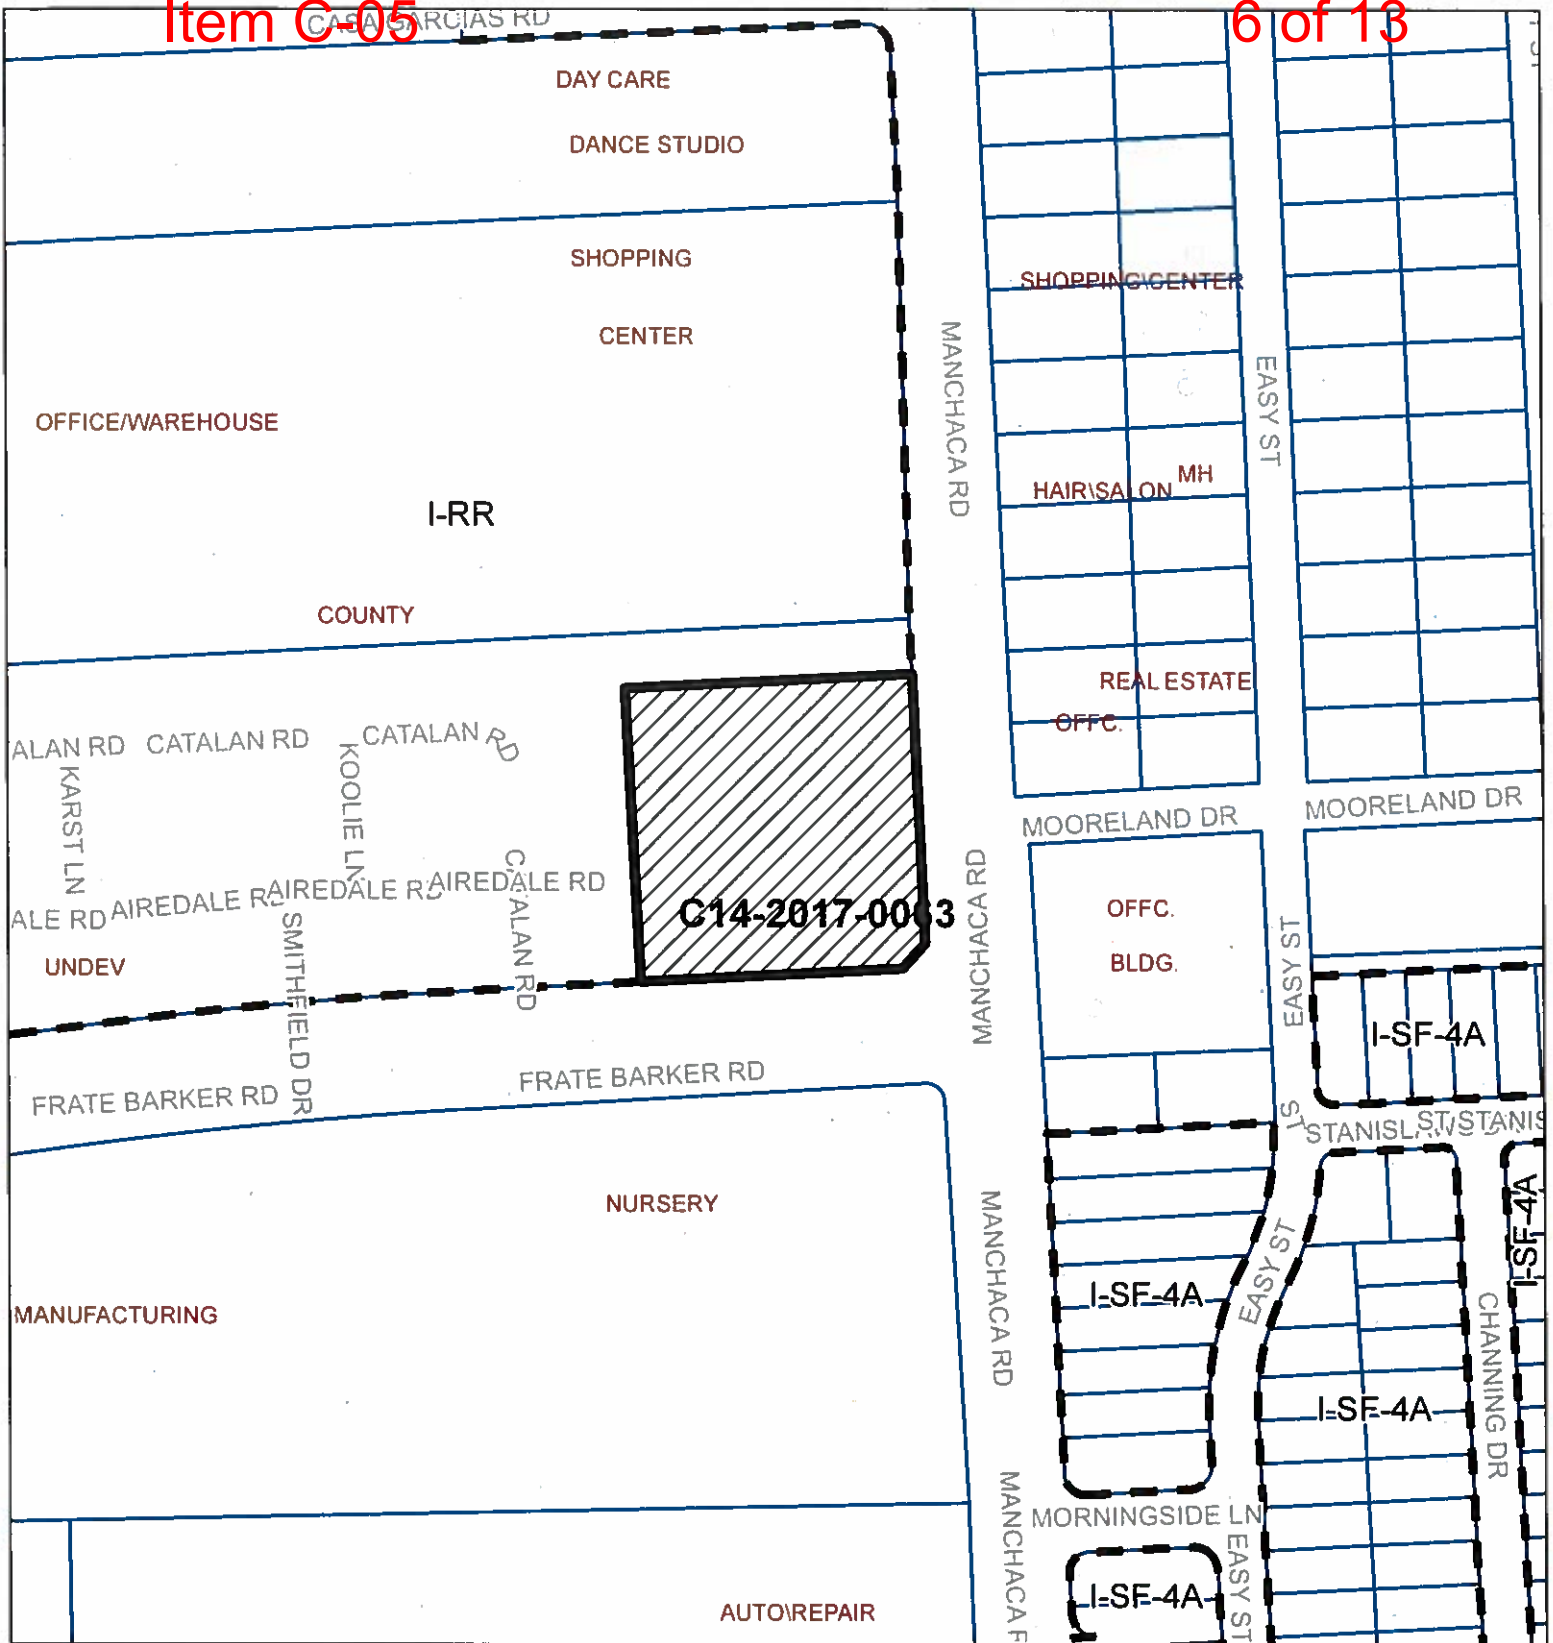 Item C-05
6 of 13
CASA GARCIAS RD
DAY CARE
DANCE STUDIO
SHOPPING
CENTER
SHOPPING\CENTER
MANCHACA RD
EASY ST
OFFICE/WAREHOUSE
HAIR\SALON
MH
I-RR
COUNTY
REAL ESTATE
OFFC.
ALAN RD
CATALAN RD
CATALAN RD
KARST LN
KOOLIE LN
MOORELAND DR
MOORELAND DR
AIREDALE RD
AIREDALE RD
ALE RD
AIREDALE RD
CATALAN RD
C14-2017-0063
MANCHACA RD
OFFC.
BLDG.
EASY ST
UNDEV
SMITHFIELD DR
I-SF-4A
FRATE BARKER RD
FRATE BARKER RD
ST
STANISLAWS
ST
STANIS
NURSERY
MANCHACA RD
EASY ST
I-SF-4A
I-SF-4A
MANUFACTURING
CHANNING DR
I-SF-4A
MORNINGSIDE LN
MANCHACA R
EASY ST
I-SF-4A
AUTO\REPAIR